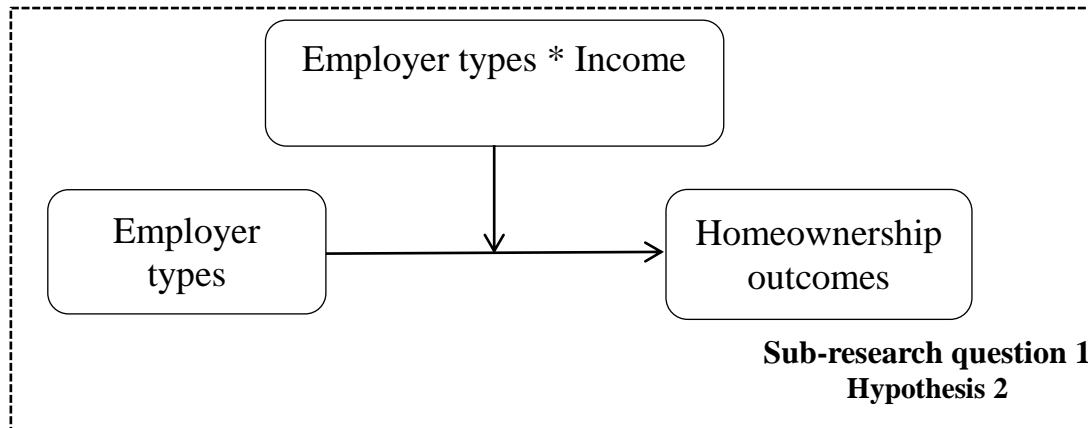 Employer types * Income
Employer
types
Homeownership
outcomes
Sub-research question 1
Hypothesis 2